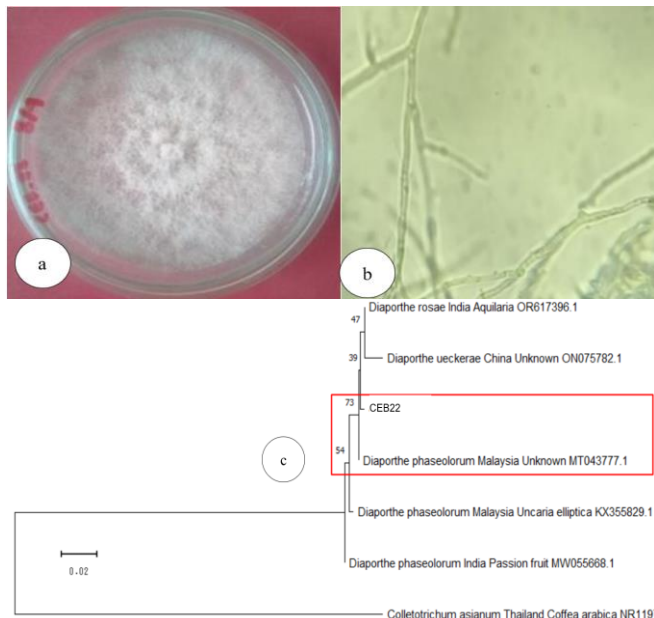 a
b
c
47
Diaporthe rosae India Aquilaria OR617396.1
39
Diaporthe ueckerae China Unknown ON075782.1
73
CEB22
54
Diaporthe phaseolorum Malaysia Unknown MT043777.1
Diaporthe phaseolorum Malaysia Uncaria elliptica KX355829.1
Diaporthe phaseolorum India Passion fruit MW055668.1
0.02
Colletotrichum asianum Thailand Coffea arabica NR119